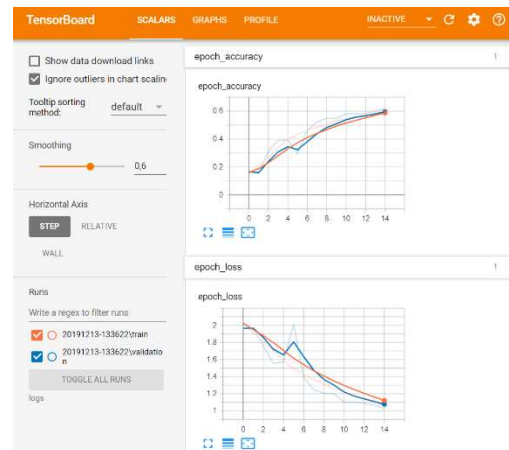 TensorBoard SCALARS GRAPHS PROFILE INACTIVE
Show data download links
Ignore outliers in chart scalin
Tooltip sorting
method: default
Smoothing
0,6
Horizontal Axis
STEP RELATIVE
WALL
Runs
Write a regex to filter runs
20191213-133622\train
20191213-133622\validatio
n
TOGGLE ALL RUNS
logs
epoch_accuracy 1
epoch_accuracy
0.6
0.4
0.2
0
0 2 4 6 8 10 12 14
epoch_loss 1
epoch_loss
2
1.8
1.6
1.4
1.2
1
0 2 4 6 8 10 12 14